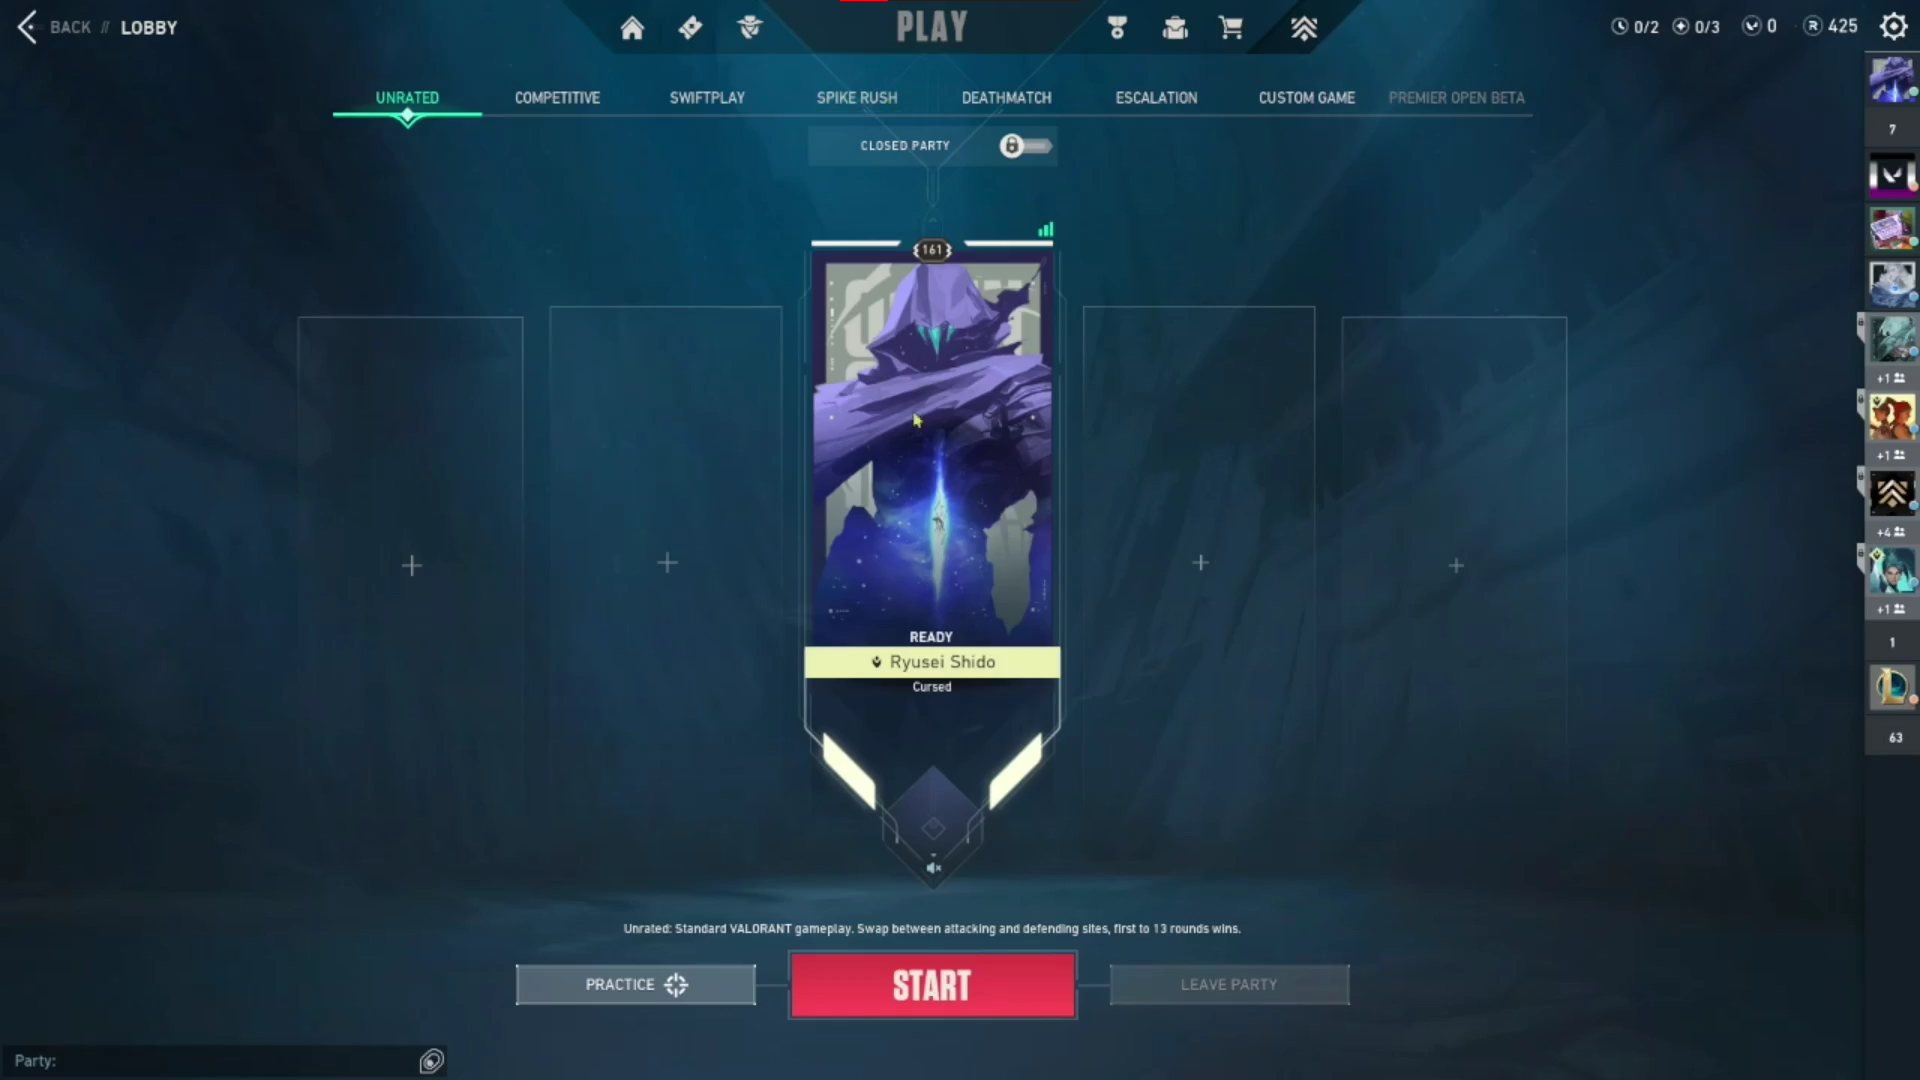 BACK // LOBBY
PLAY
0/2 0/3 0 R 425
UNRATED COMPETITIVE SWIFTPLAY SPIKE RUSH DEATHMATCH ESCALATION CUSTOM GAME PREMIER OPEN BETA
CLOSED PARTY
7
161
+1
+1
+4
+1
READY
Ryusei Shido
Cursed
1
63
Unrated: Standard VALORANT gameplay. Swap between attacking and defending sites, first to 13 rounds wins.
PRACTICE START LEAVE PARTY
Party: